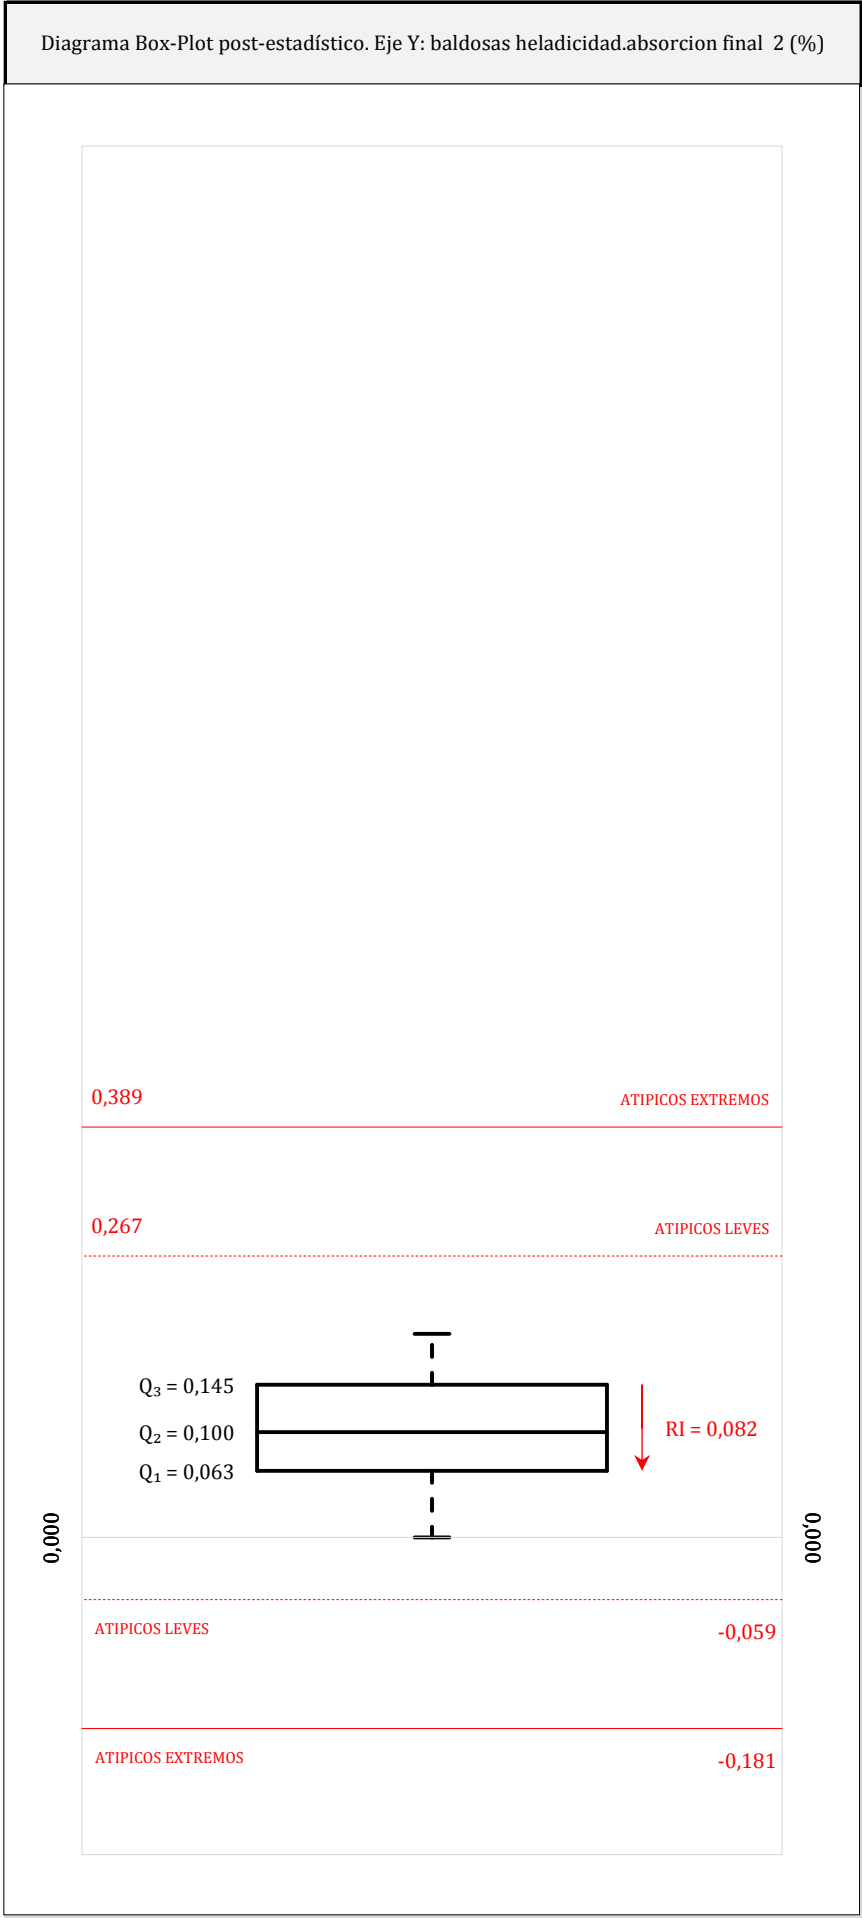 Diagrama Box-Plot post-estadístico. Eje Y: baldosas heladicidad.absorcion final  2 (%)
0,389 ATIPICOS EXTREMOS
0,267 ATIPICOS LEVES
Q₃ = 0,145
Q₂ = 0,100 RI = 0,082
Q₁ = 0,063
0,000 0,000
ATIPICOS LEVES -0,059
ATIPICOS EXTREMOS -0,181